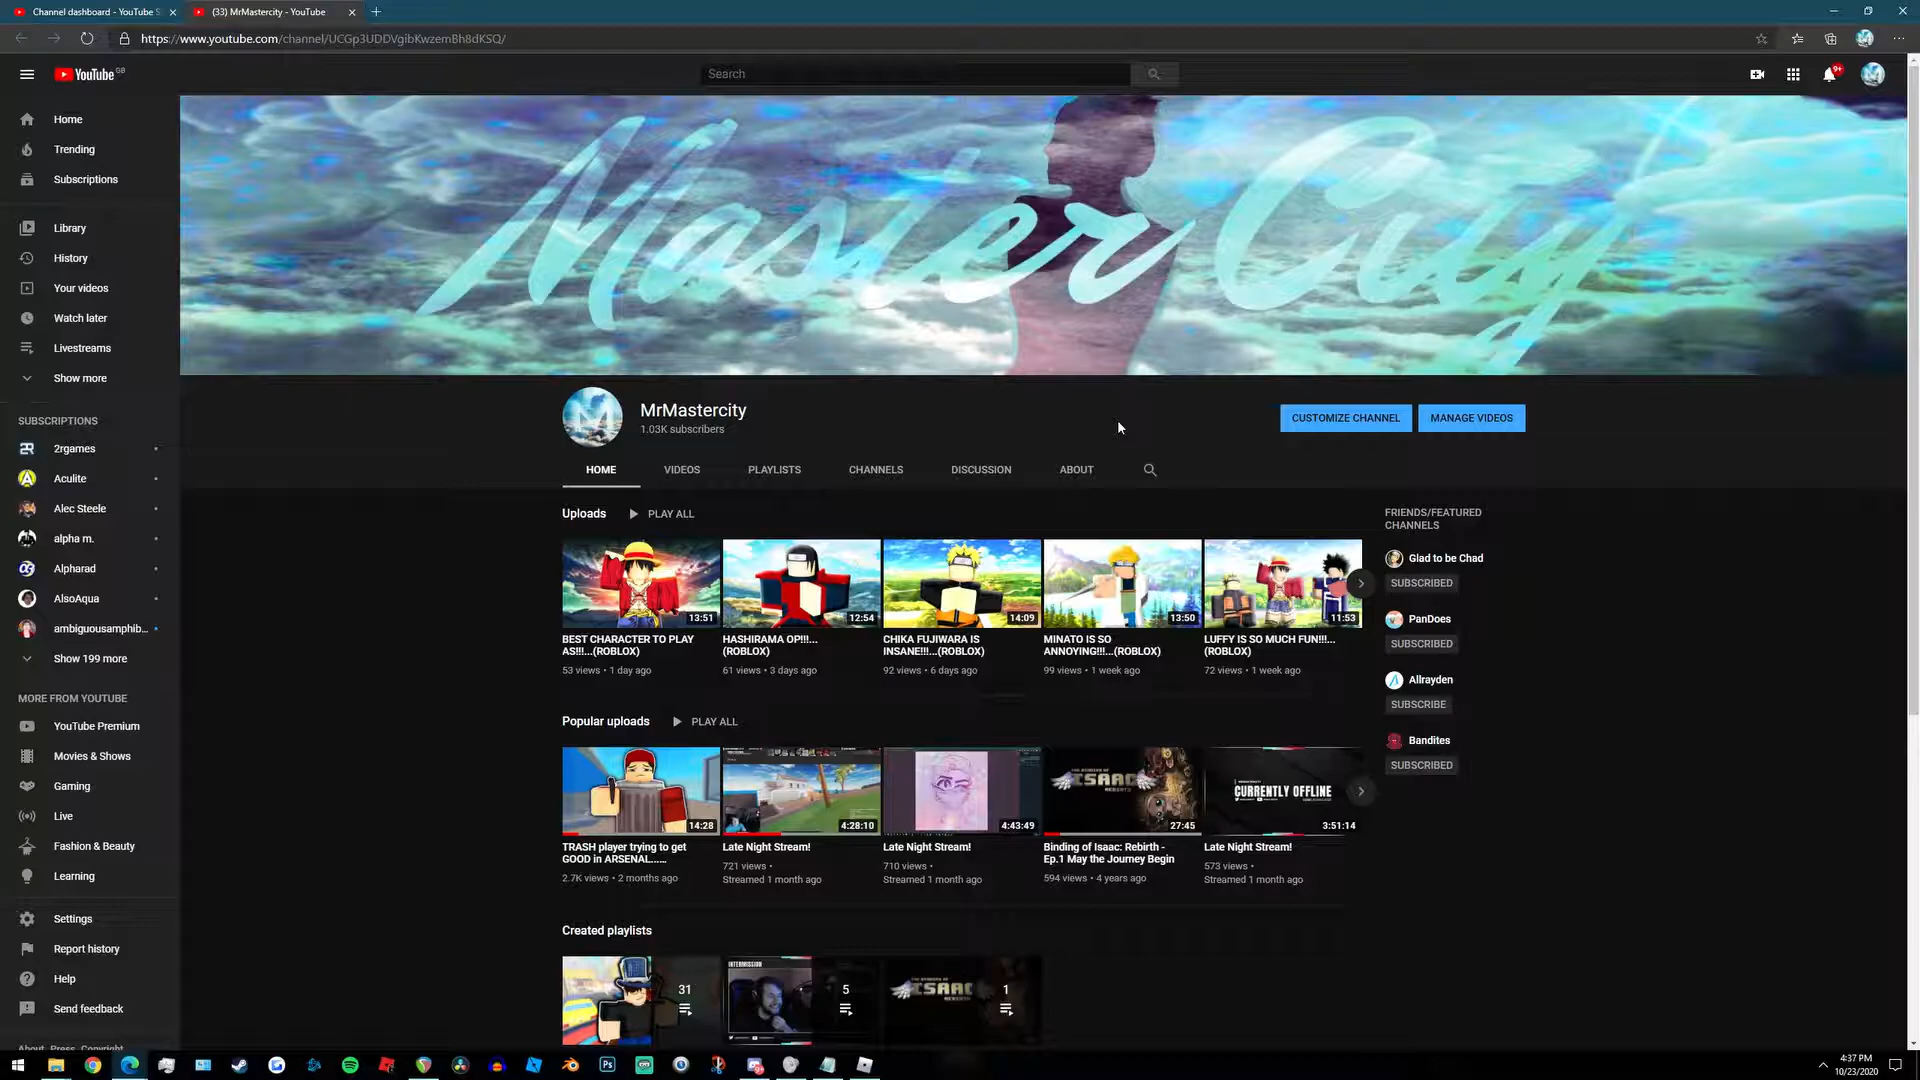 Channel dashboard - YouTube S
(33) MrMastercity - YouTube
https://www.youtube.com/channel/UCGp3UDDVgibKwzemBh8dKSQ/
YouTube GB
Search
9+
Home
Trending
Subscriptions
Library
History
Your videos
Watch later
Livestreams
Show more
SUBSCRIPTIONS
2rgames
Aculite
Alec Steele
alpha m.
Alpharad
AlsoAqua
ambiguousamphib...
Show 199 more
MORE FROM YOUTUBE
YouTube Premium
Movies & Shows
Gaming
Live
Fashion & Beauty
Learning
Settings
Report history
Help
Send feedback
About Press Copyright
Master City
MrMastercity
1.03K subscribers
CUSTOMIZE CHANNEL
MANAGE VIDEOS
HOME
VIDEOS
PLAYLISTS
CHANNELS
DISCUSSION
ABOUT
Uploads
PLAY ALL
13:51
BEST CHARACTER TO PLAY
AS!!!...(ROBLOX)
53 views • 1 day ago
12:54
HASHIRAMA OP!!!...
(ROBLOX)
61 views • 3 days ago
14:09
CHIKA FUJIWARA IS
INSANE!!!...(ROBLOX)
92 views • 6 days ago
13:50
MINATO IS SO
ANNOYING!!!...(ROBLOX)
99 views • 1 week ago
11:53
LUFFY IS SO MUCH FUN!!!...
(ROBLOX)
72 views • 1 week ago
FRIENDS/FEATURED
CHANNELS
Glad to be Chad
SUBSCRIBED
PanDoes
SUBSCRIBED
Allrayden
SUBSCRIBE
Bandites
SUBSCRIBED
Popular uploads
PLAY ALL
14:28
TRASH player trying to get
GOOD in ARSENAL......
2.7K views • 2 months ago
4:28:10
Late Night Stream!
721 views •
Streamed 1 month ago
4:43:49
Late Night Stream!
710 views •
Streamed 1 month ago
ISAAC
REBIRTH
27:45
Binding of Isaac: Rebirth -
Ep.1 May the Journey Begin
594 views • 4 years ago
CURRENTLY OFFLINE
3:51:14
Late Night Stream!
573 views •
Streamed 1 month ago
Created playlists
31
INTERMISSION
5
ISAAC
1
Ps
4:37 PM
10/23/2020